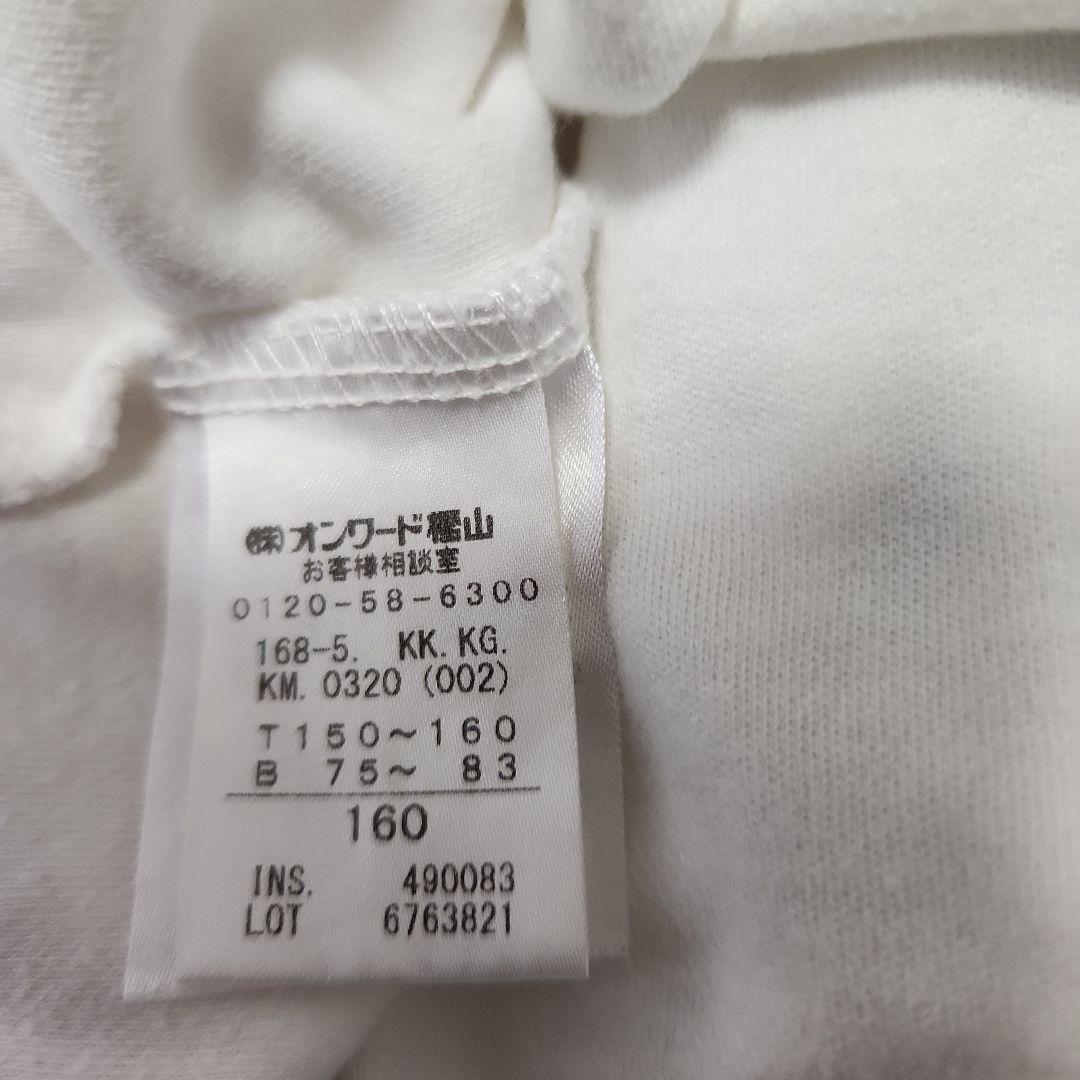 ㈱オンワード樫山
お客様相談室
0120-58-6300
168-5. KK. KG.
KM. 0320 (002)
T 150〜160
B 75〜 83
160
INS. 490083
LOT 6763821